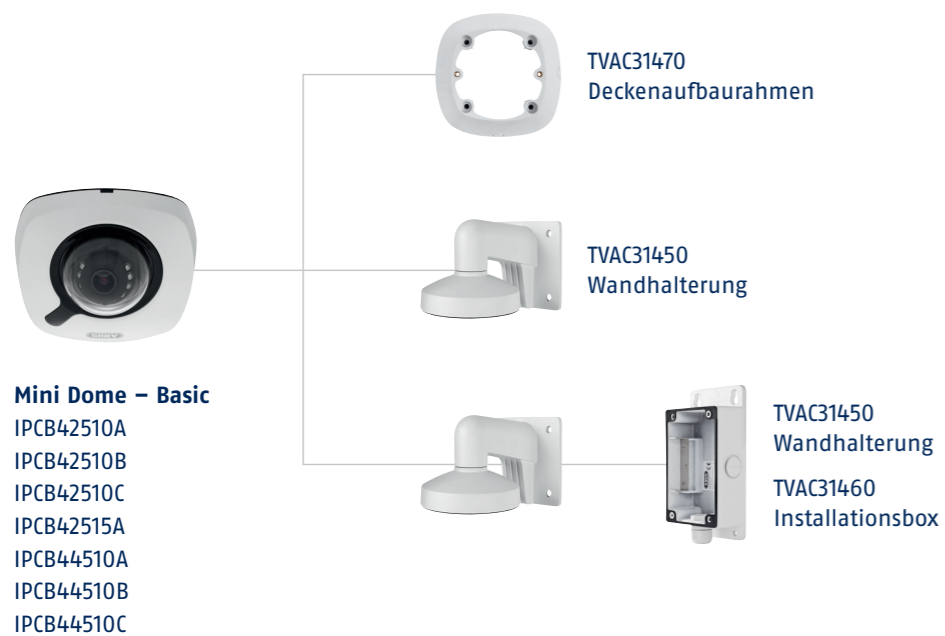 TVAC31470
Deckenaufbaurahmen
TVAC31450
Wandhalterung
Mini Dome – Basic
IPCB42510A
IPCB42510B
IPCB42510C
IPCB42515A
IPCB44510A
IPCB44510B
IPCB44510C
TVAC31450
Wandhalterung
TVAC31460
Installationsbox